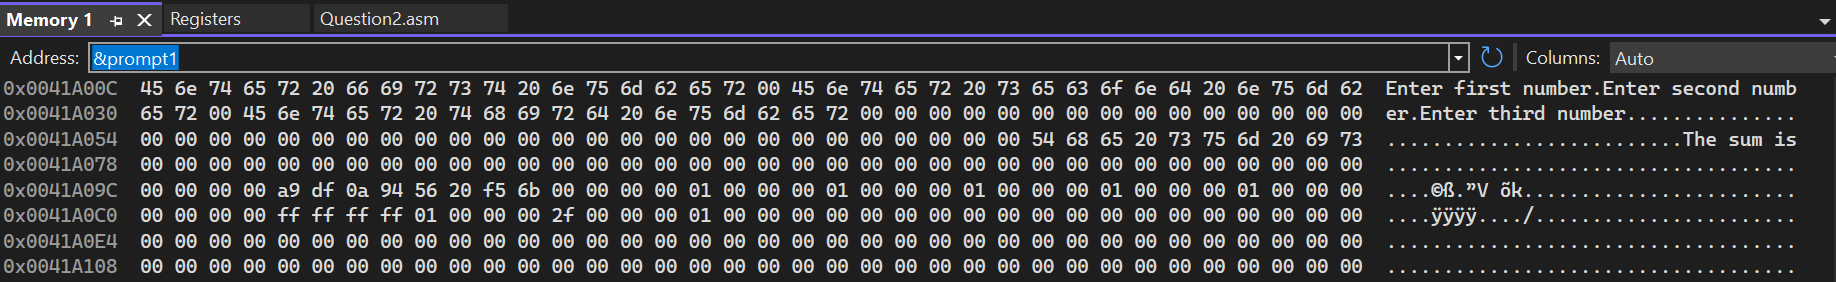 Memory 1 Registers Question2.asm
Address: &prompt1 Columns: Auto
0x0041A00C 45 6e 74 65 72 20 66 69 72 73 74 20 6e 75 6d 62 65 72 00 45 6e 74 65 72 20 73 65 63 6f 6e 64 20 6e 75 6d 62 Enter first number.Enter second numb
0x0041A030 65 72 00 45 6e 74 65 72 20 74 68 69 72 64 20 6e 75 6d 62 65 72 00 00 00 00 00 00 00 00 00 00 00 00 00 00 00 er.Enter third number...............
0x0041A054 00 00 00 00 00 00 00 00 00 00 00 00 00 00 00 00 00 00 00 00 00 00 00 00 00 00 54 68 65 20 73 75 6d 20 69 73 ..........................The sum is
0x0041A078 00 00 00 00 00 00 00 00 00 00 00 00 00 00 00 00 00 00 00 00 00 00 00 00 00 00 00 00 00 00 00 00 00 00 00 00 ....................................
0x0041A09C 00 00 00 00 a9 df 0a 94 56 20 f5 6b 00 00 00 00 01 00 00 00 01 00 00 00 01 00 00 00 01 00 00 00 01 00 00 00 ....©ß.”V õk........................
0x0041A0C0 00 00 00 00 ff ff ff ff 01 00 00 00 2f 00 00 00 01 00 00 00 00 00 00 00 00 00 00 00 00 00 00 00 00 00 00 00 ....ÿÿÿÿ..../.......................
0x0041A0E4 00 00 00 00 00 00 00 00 00 00 00 00 00 00 00 00 00 00 00 00 00 00 00 00 00 00 00 00 00 00 00 00 00 00 00 00 ....................................
0x0041A108 00 00 00 00 00 00 00 00 00 00 00 00 00 00 00 00 00 00 00 00 00 00 00 00 00 00 00 00 00 00 00 00 00 00 00 00 ....................................